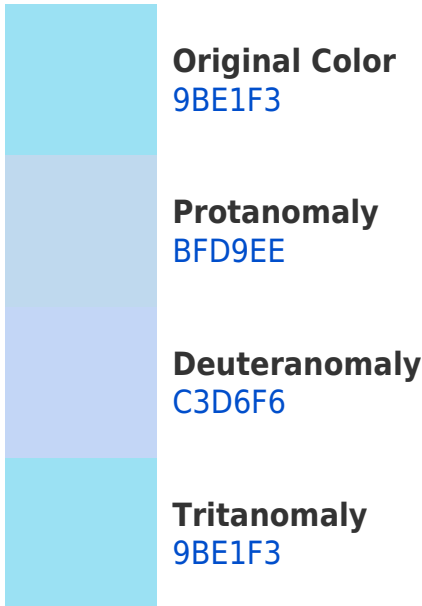 Original Color
9BE1F3
Protanomaly
BFD9EE
Deuteranomaly
C3D6F6
Tritanomaly
9BE1F3